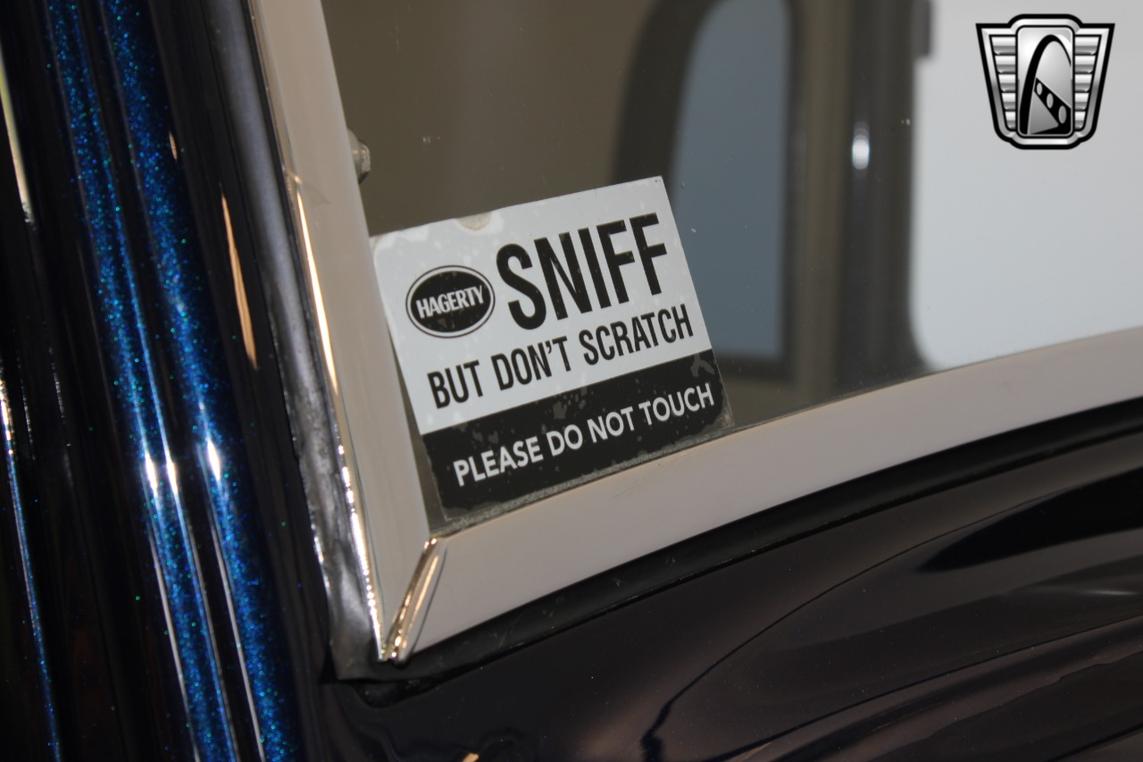 HAGERTY
SNIFF
BUT DON'T SCRATCH
PLEASE DO NOT TOUCH